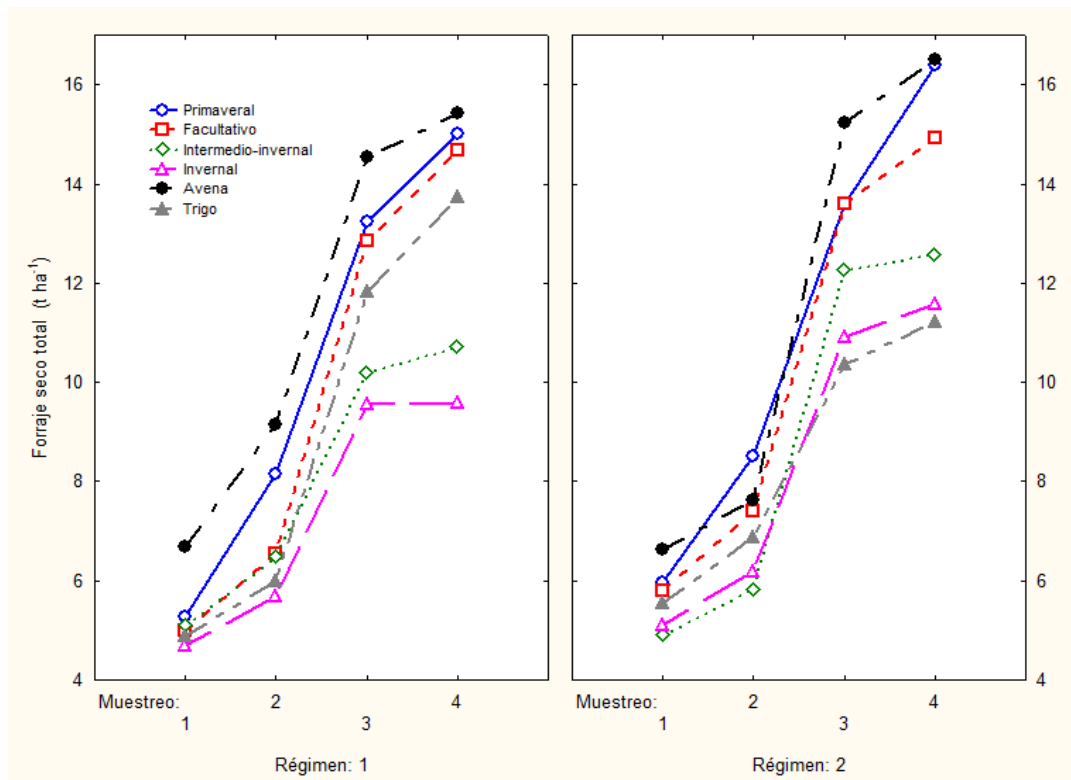 16
14
12
10
8
6
4
Forraje seco total (t ha⁻¹)
Primaveral
Facultativo
Intermedio-invernal
Invernal
Avena
Trigo
Muestreo:
1
2
3
4
Régimen: 1
1
2
3
4
Régimen: 2
16
14
12
10
8
6
4